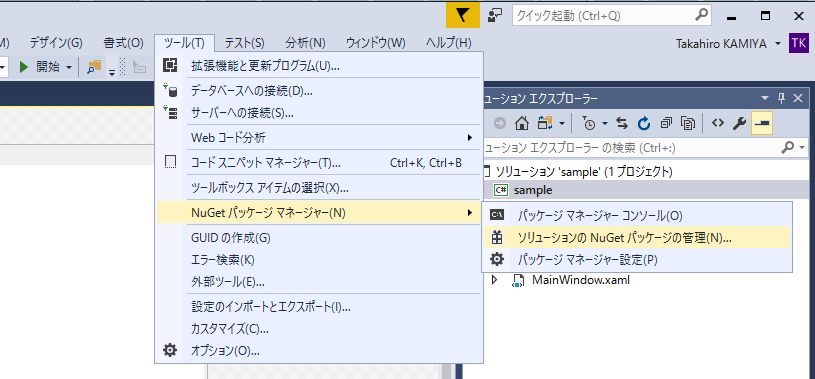 クイック起動 (Ctrl+Q)
M) デザイン(G) 書式(O) ツール(T) テスト(S) 分析(N) ウィンドウ(W) ヘルプ(H) Takahiro KAMIYA TK
開始
拡張機能と更新プログラム(U)...
データベースへの接続(D)...
サーバーへの接続(S)...
Web コード分析
コード スニペット マネージャー(T)... Ctrl+K, Ctrl+B
ツールボックス アイテムの選択(X)...
NuGet パッケージ マネージャー(N)
GUID の作成(G)
エラー検索(K)
外部ツール(E)...
設定のインポートとエクスポート(I)...
カスタマイズ(C)...
オプション(O)...
ューション エクスプローラー
ューション エクスプローラー の検索 (Ctrl+:)
ソリューション 'sample' (1 プロジェクト)
C# sample
C:\ パッケージ マネージャー コンソール(O)
ソリューションの NuGet パッケージの管理(N)...
パッケージ マネージャー設定(P)
MainWindow.xaml